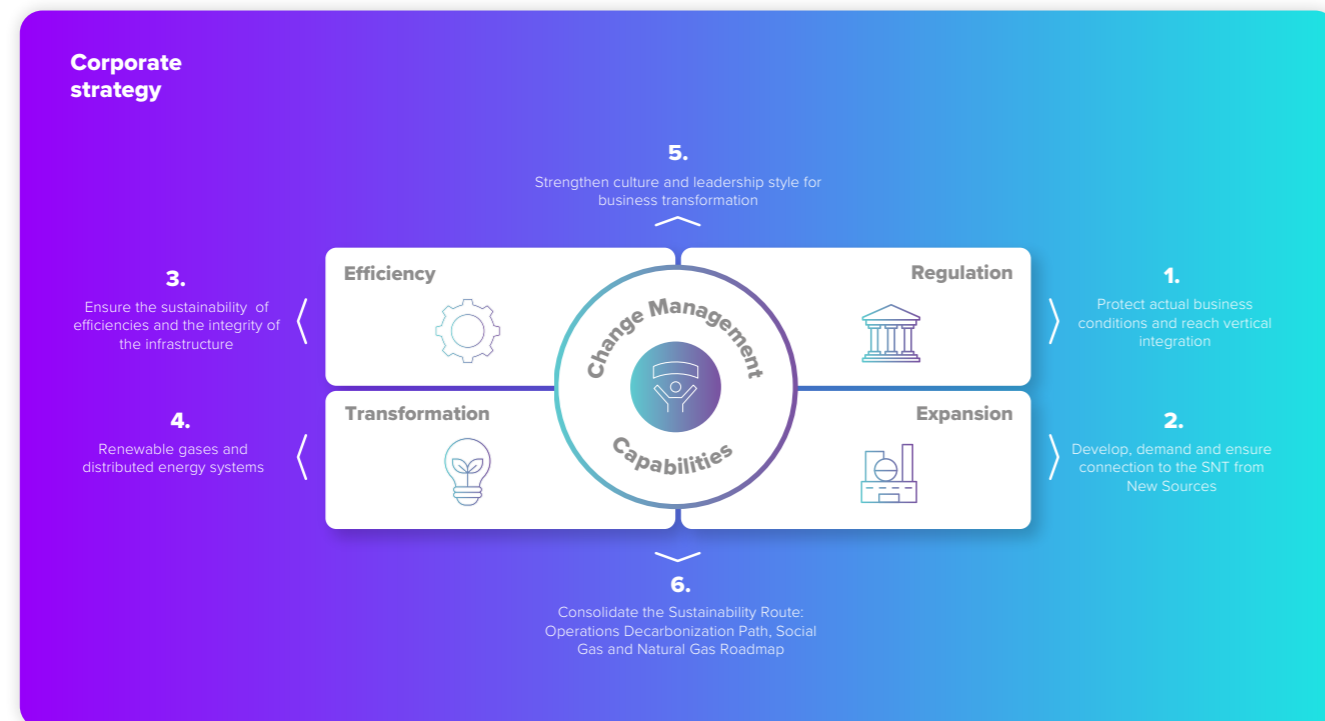 Corporate
strategy
5.
Strengthen culture and leadership style for
business transformation
3.
Ensure the sustainability of
efficiencies and the integrity of
the infrastructure
Efficiency
Regulation
1.
Protect actual business
conditions and reach vertical
integration
Change Management
Capabilities
4.
Renewable gases and
distributed energy systems
Transformation
Expansion
2.
Develop, demand and ensure
connection to the SNT from
New Sources
6.
Consolidate the Sustainability Route:
Operations Decarbonization Path, Social
Gas and Natural Gas Roadmap